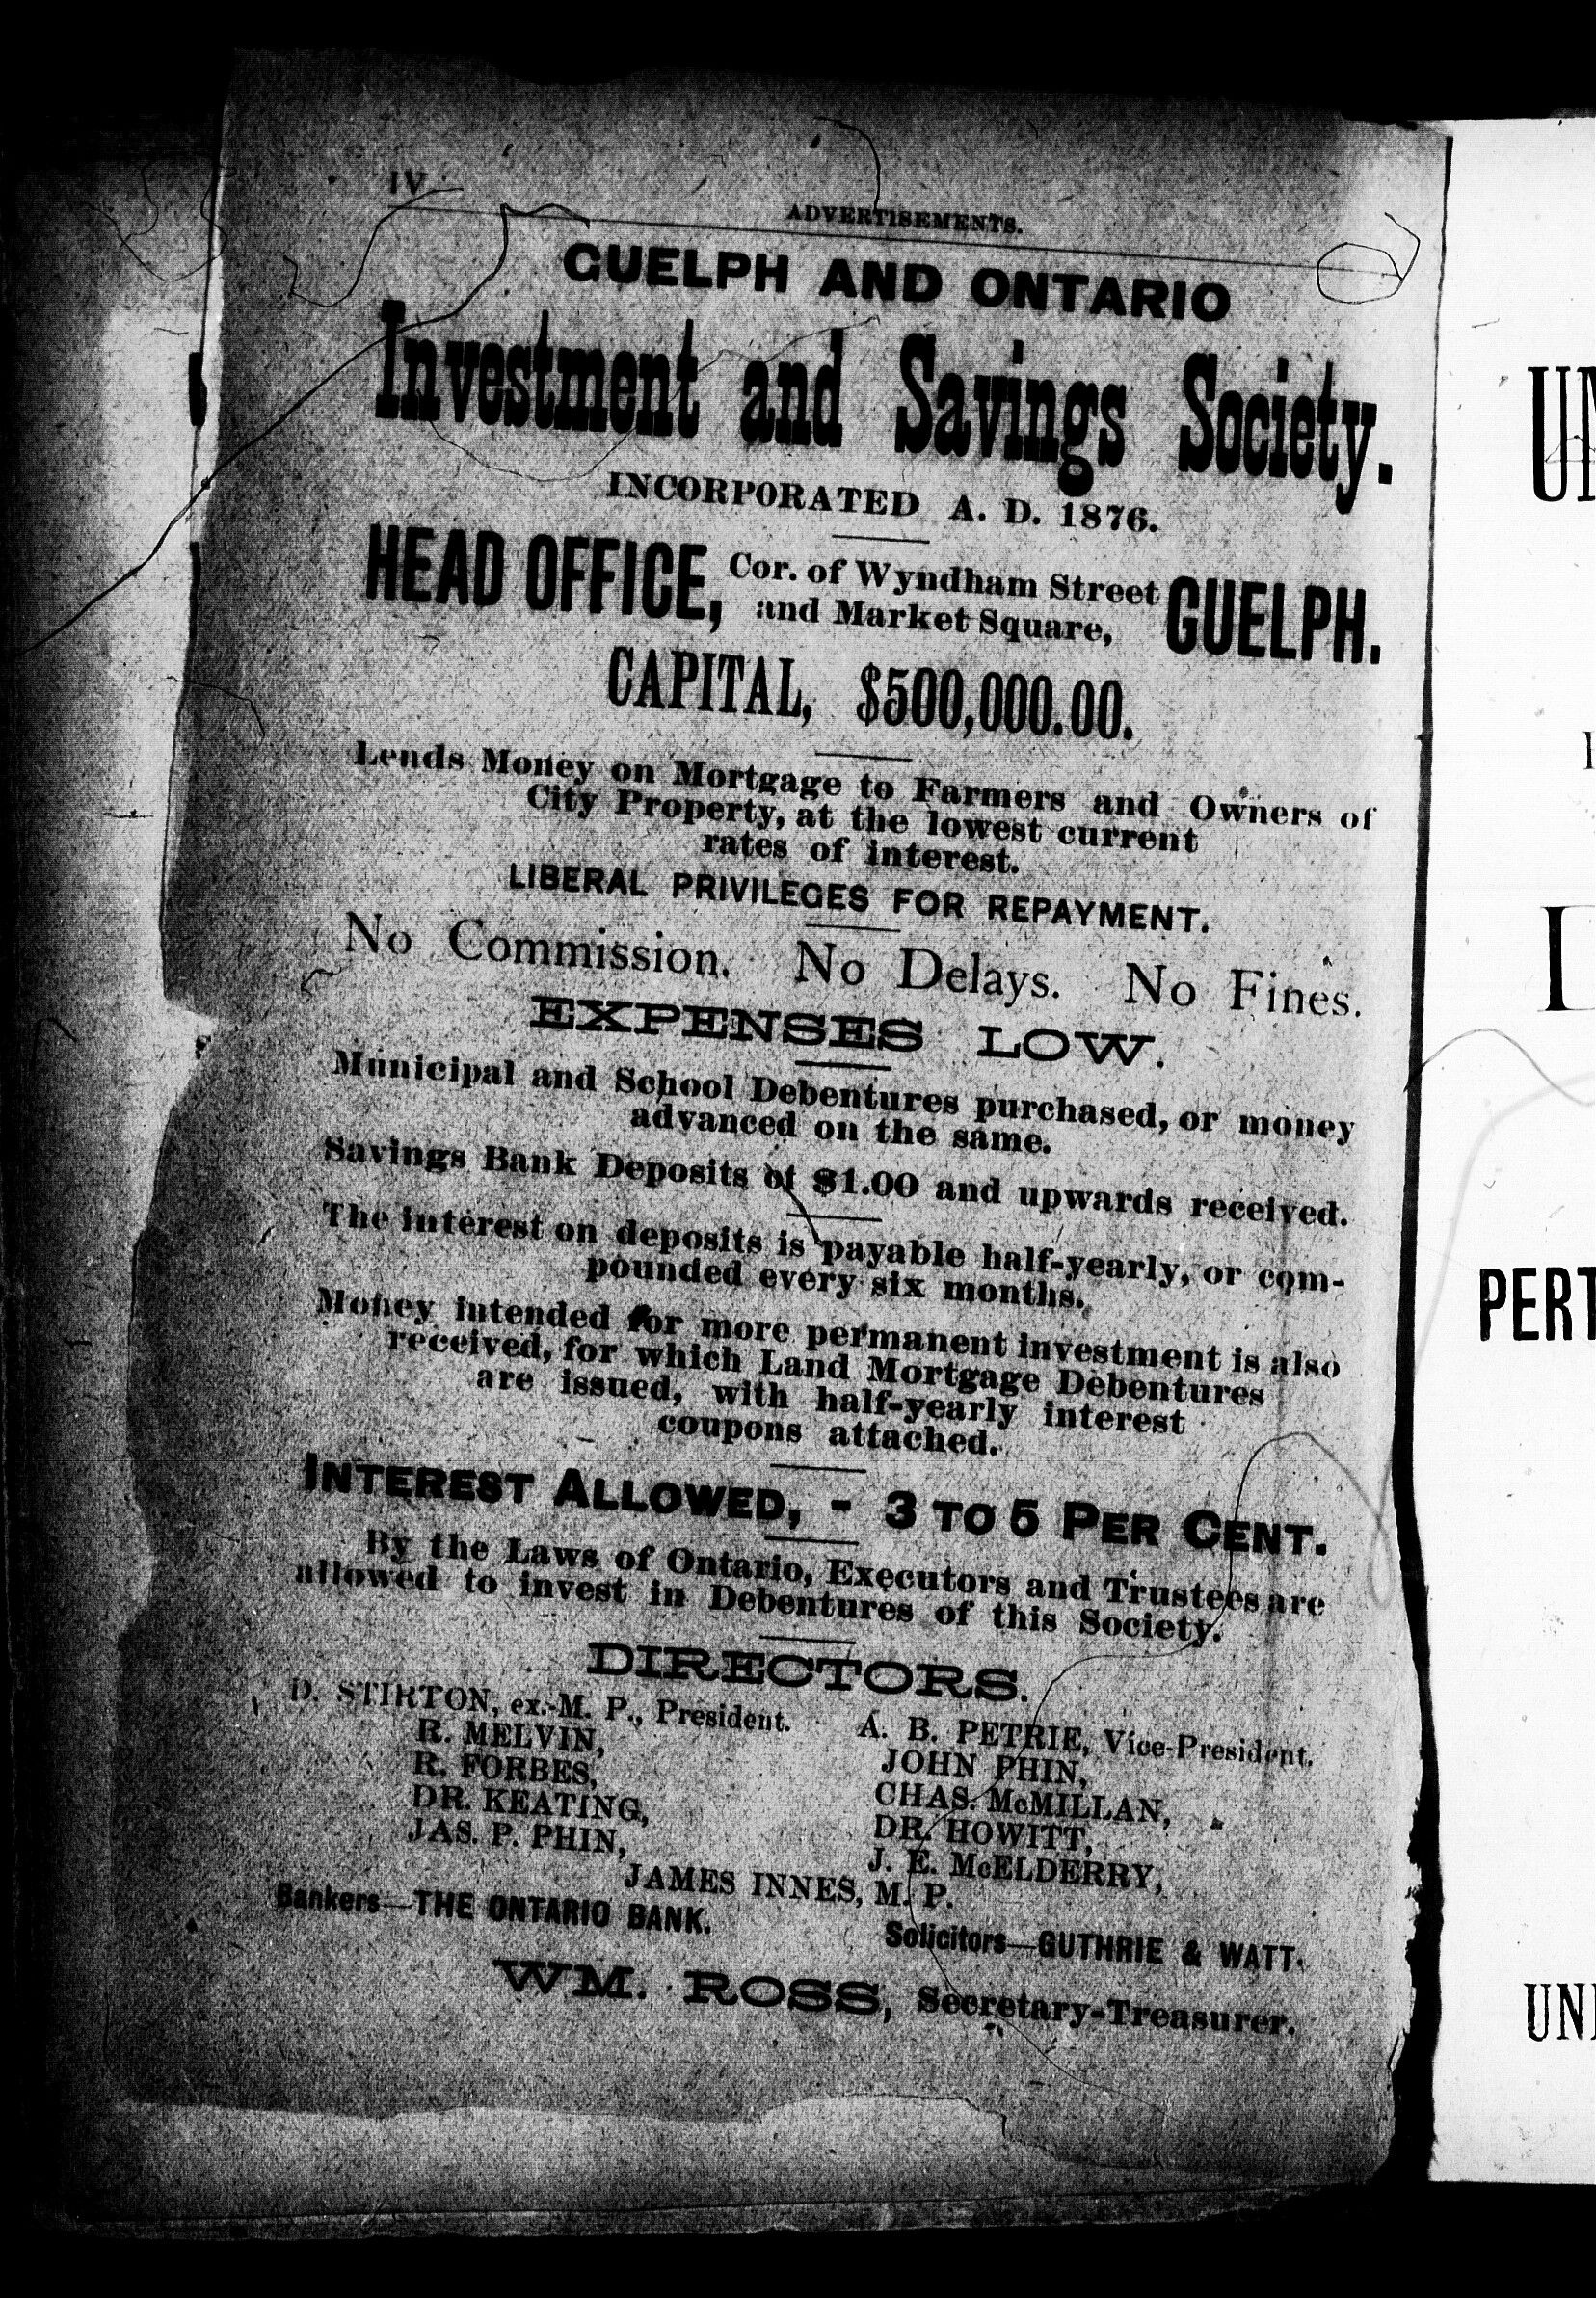 IV
ADVERTISEMENTS.
GUELPH AND ONTARIO
Investment and Savings Society.
INCORPORATED A. D. 1876.
HEAD OFFICE, Cor. of Wyndham Street and Market Square, GUELPH.
CAPITAL, $500,000.00.
Lends Money on Mortgage to Farmers and Owners of
City Property, at the lowest current
rates of interest.
LIBERAL PRIVILEGES FOR REPAYMENT.
No Commission. No Delays. No Fines.
EXPENSES LOW.
Municipal and School Debentures purchased, or money
advanced on the same.
Savings Bank Deposits of $1.00 and upwards received.
The interest on deposits is payable half-yearly, or com-
pounded every six months.
Money intended for more permanent investment is also
received, for which Land Mortgage Debentures
are issued, with half-yearly interest
coupons attached.
INTEREST ALLOWED, - 3 TO 5 PER CENT.
By the Laws of Ontario, Executors and Trustees are
allowed to invest in Debentures of this Society.
DIRECTORS.
D. STIRTON, ex.-M. P., President. A. B. PETRIE, Vice-President.
R. MELVIN, JOHN PHIN,
R. FORBES, CHAS. McMILLAN,
DR. KEATING, DR. HOWITT,
JAS. P. PHIN, J. E. McELDERRY,
JAMES INNES, M. P.
Bankers—THE ONTARIO BANK. Solicitors—GUTHRIE & WATT.
WM. ROSS, Secretary-Treasurer.
PERT